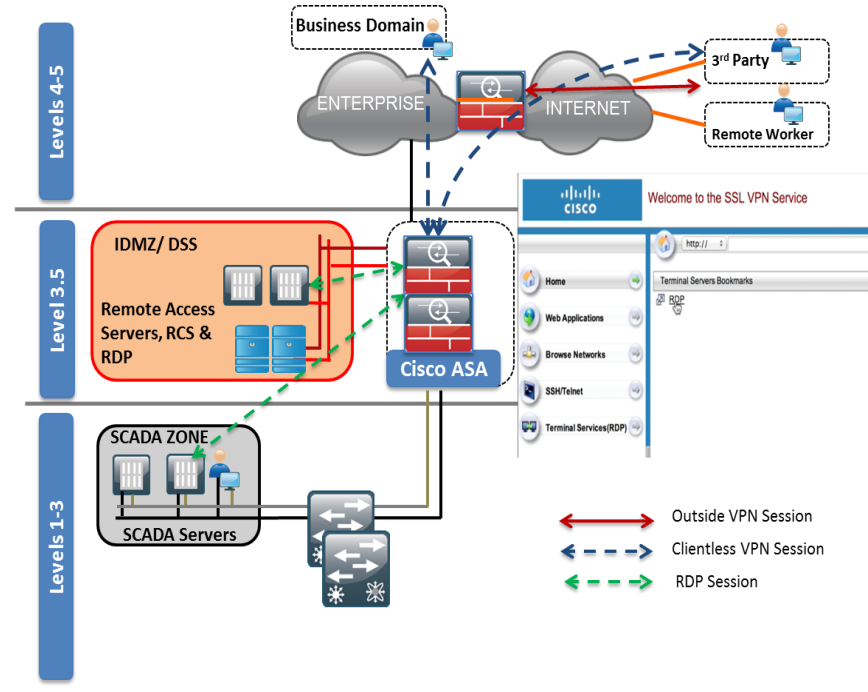 Business Domain
Levels 4-5
ENTERPRISE
INTERNET
3rd Party
Remote Worker
Level 3.5
IDMZ/ DSS
Remote Access
Servers, RCS &
RDP
Cisco ASA
CISCO
Welcome to the SSL VPN Service
http://
Home
Terminal Servers Bookmarks
RDP
Web Applications
Browse Networks
SSH/Telnet
Terminal Services(RDP)
Levels 1-3
SCADA ZONE
SCADA Servers
Outside VPN Session
Clientless VPN Session
RDP Session